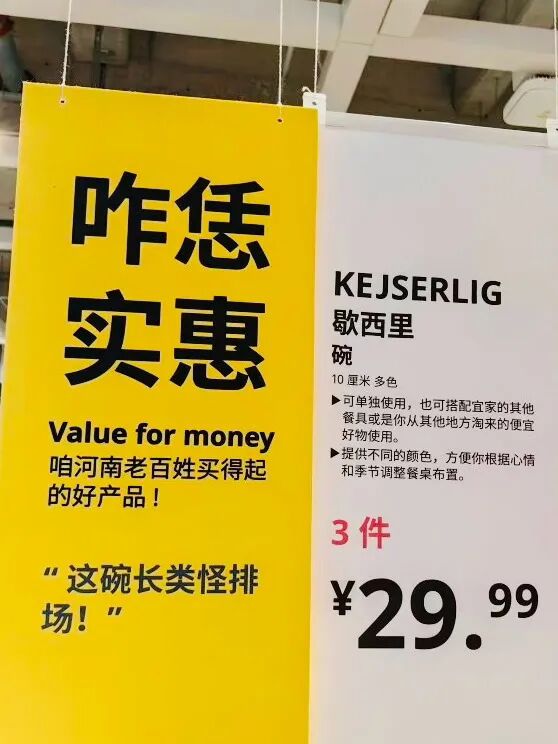 咋恁
实惠
Value for money
咱河南老百姓买得起
的好产品！
“ 这碗长类怪排
场！”
KEJSERLIG
歇西里
碗
10 厘米 多色
▶可单独使用，也可搭配宜家的其他
餐具或是你从其他地方淘来的便宜
好物使用。
▶提供不同的颜色，方便你根据心情
和季节调整餐桌布置。
3 件
¥29.99